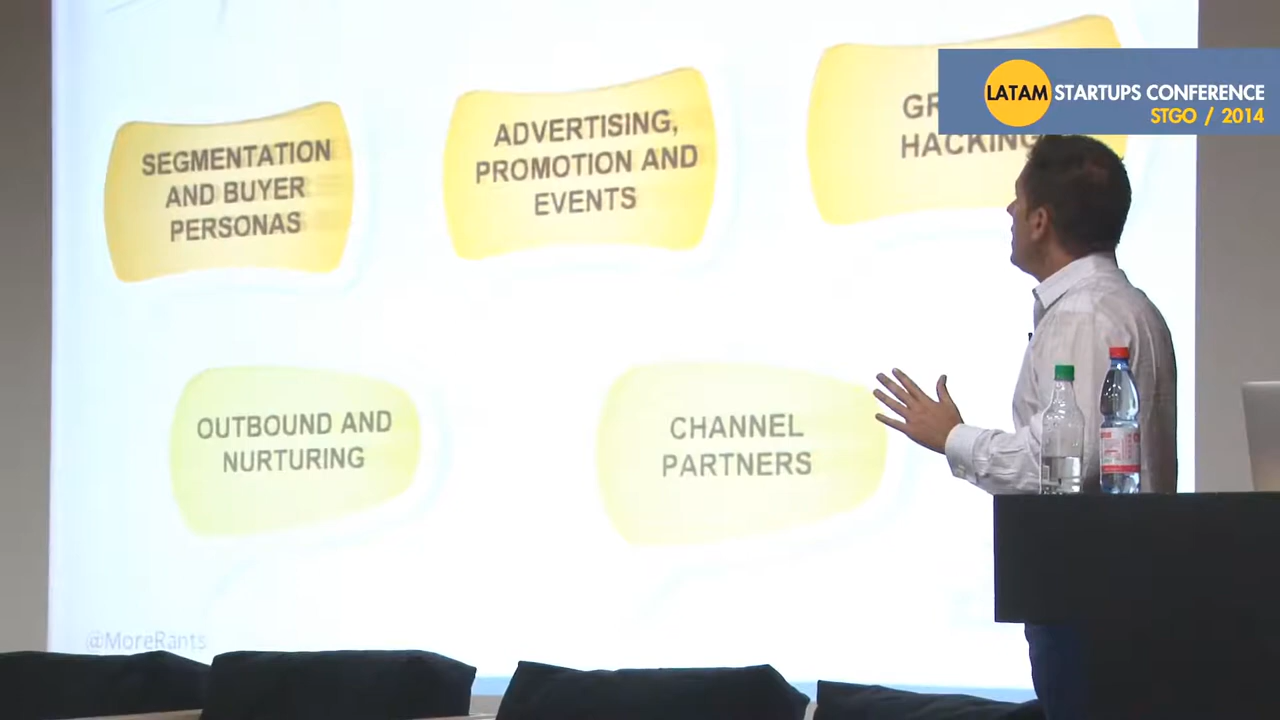 LATAM STARTUPS CONFERENCE
STGO / 2014
SEGMENTATION
AND BUYER
PERSONAS
ADVERTISING,
PROMOTION AND
EVENTS
HACKING
OUTBOUND AND
NURTURING
CHANNEL
PARTNERS
@MoreRants